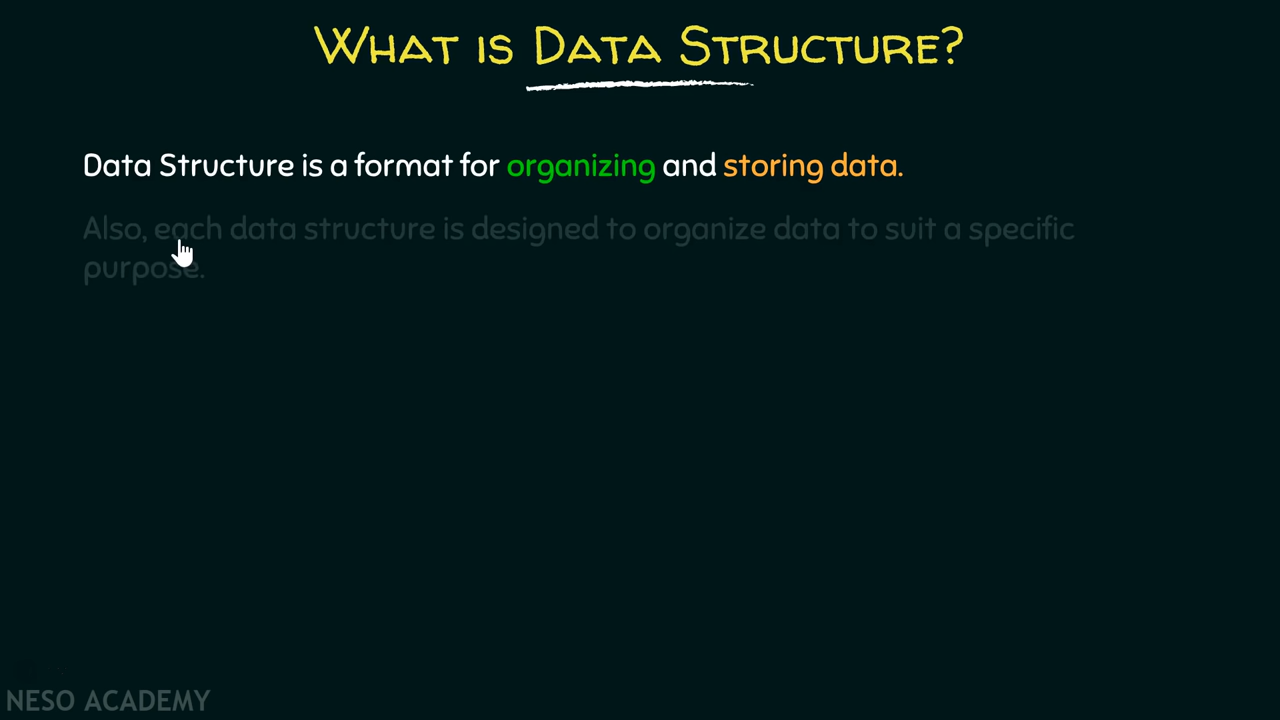 What is Data Structure?
Data Structure is a format for organizing and storing data.
Also, each data structure is designed to organize data to suit a specific
purpose.
NESO ACADEMY